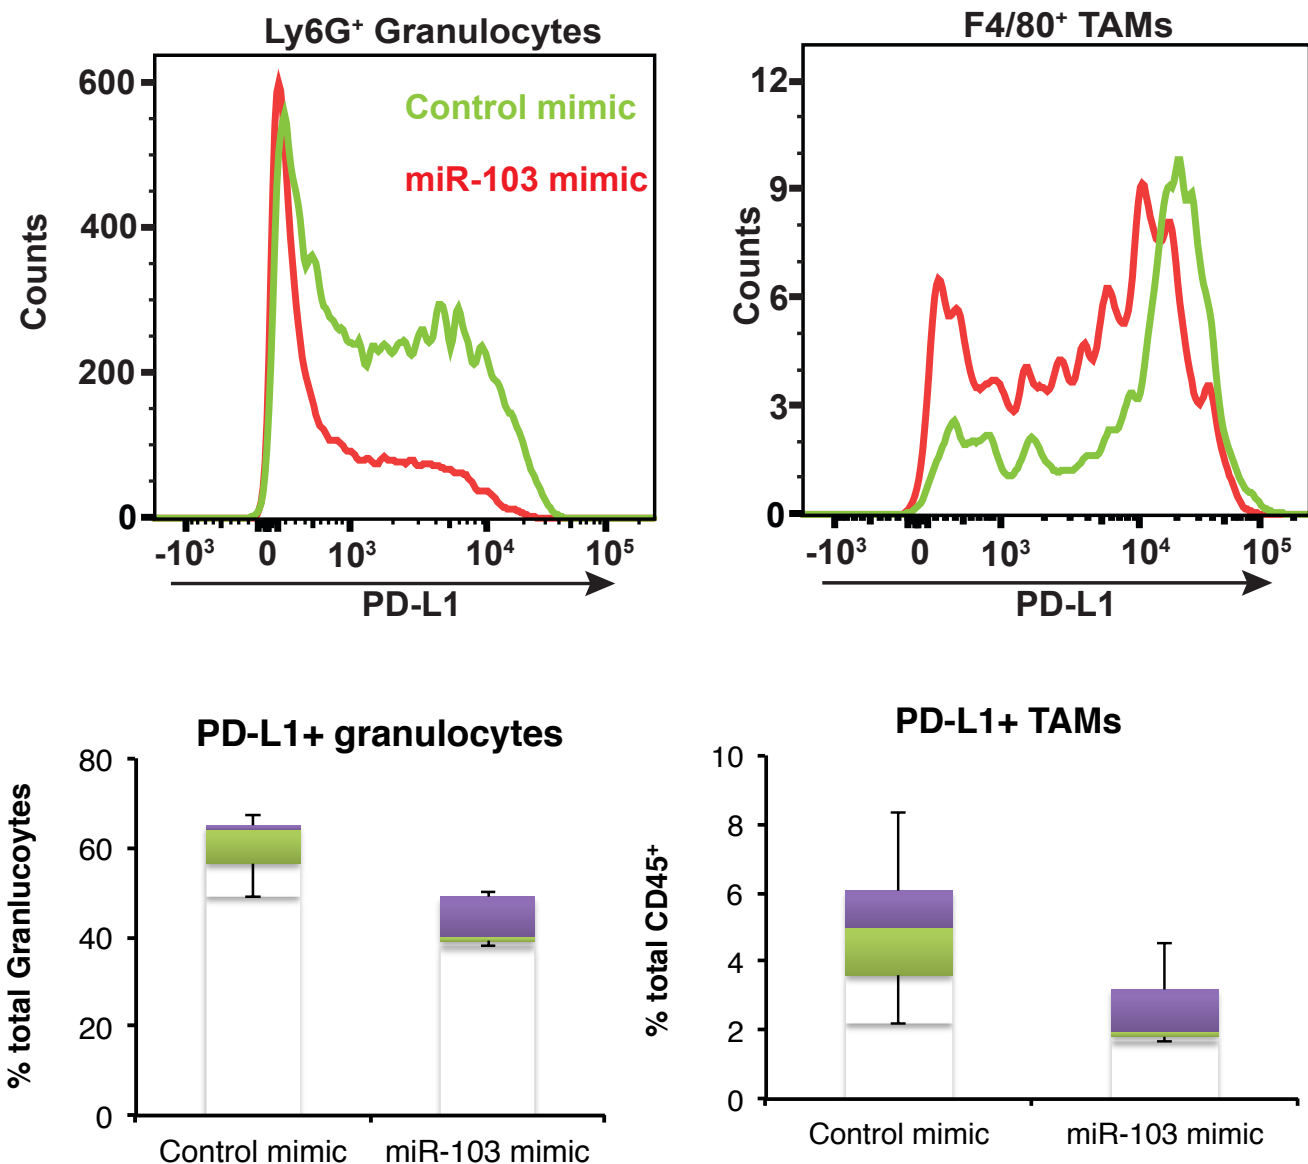 Ly6G⁺ Granulocytes
600
400
200
0
Counts
Control mimic
miR-103 mimic
-10³ 0 10³ 10⁴ 10⁵
PD-L1
F4/80⁺ TAMs
12
9
6
3
0
Counts
-10³ 0 10³ 10⁴ 10⁵
PD-L1
PD-L1+ granulocytes
80
60
40
20
0
% total Granlucoytes
Control mimic miR-103 mimic
PD-L1+ TAMs
10
8
6
4
2
0
% total CD45⁺
Control mimic miR-103 mimic